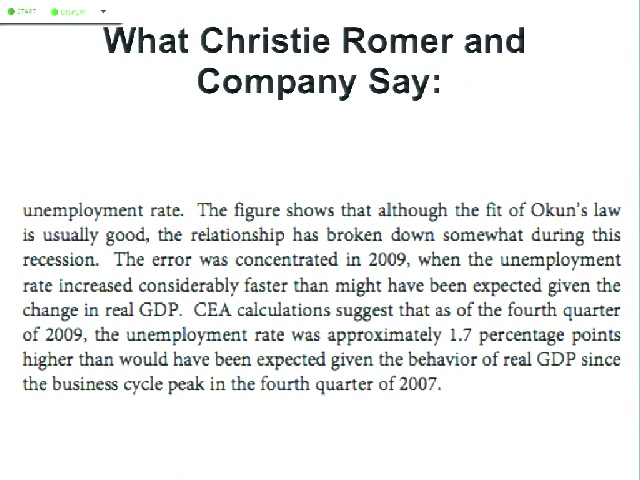 START DISPLAY
What Christie Romer and
Company Say:
unemployment rate. The figure shows that although the fit of Okun's law
is usually good, the relationship has broken down somewhat during this
recession. The error was concentrated in 2009, when the unemployment
rate increased considerably faster than might have been expected given the
change in real GDP. CEA calculations suggest that as of the fourth quarter
of 2009, the unemployment rate was approximately 1.7 percentage points
higher than would have been expected given the behavior of real GDP since
the business cycle peak in the fourth quarter of 2007.